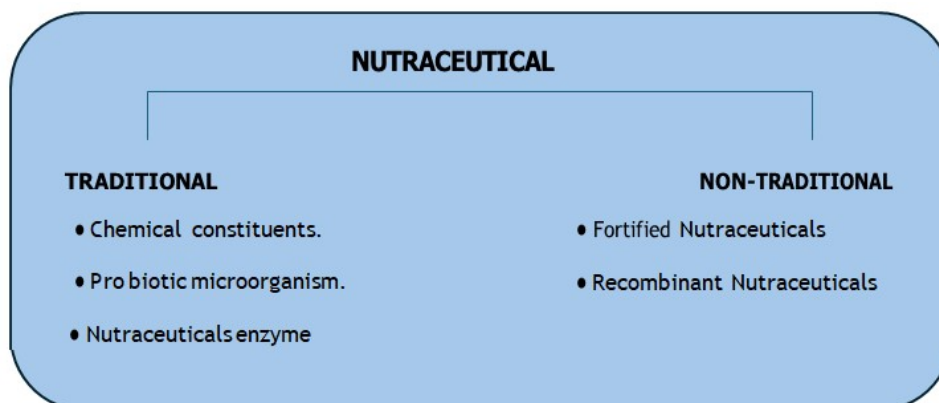 NUTRACEUTICAL
TRADITIONAL
• Chemical constituents.
• Pro biotic microorganism.
• Nutraceuticals enzyme
NON-TRADITIONAL
• Fortified Nutraceuticals
• Recombinant Nutraceuticals